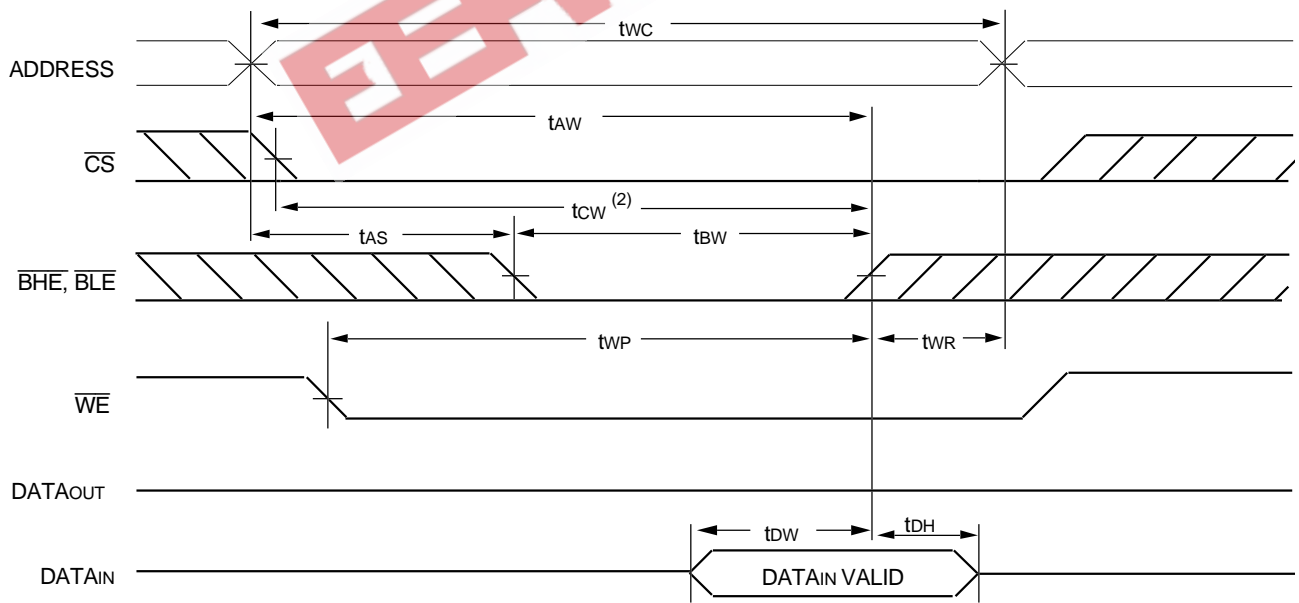 tWC
ADDRESS
tAW
CS
tCW (2)
tAS
tBW
BHE, BLE
tWP
tWR
WE
DATAOUT
tDW
tDH
DATAIN
DATAIN VALID